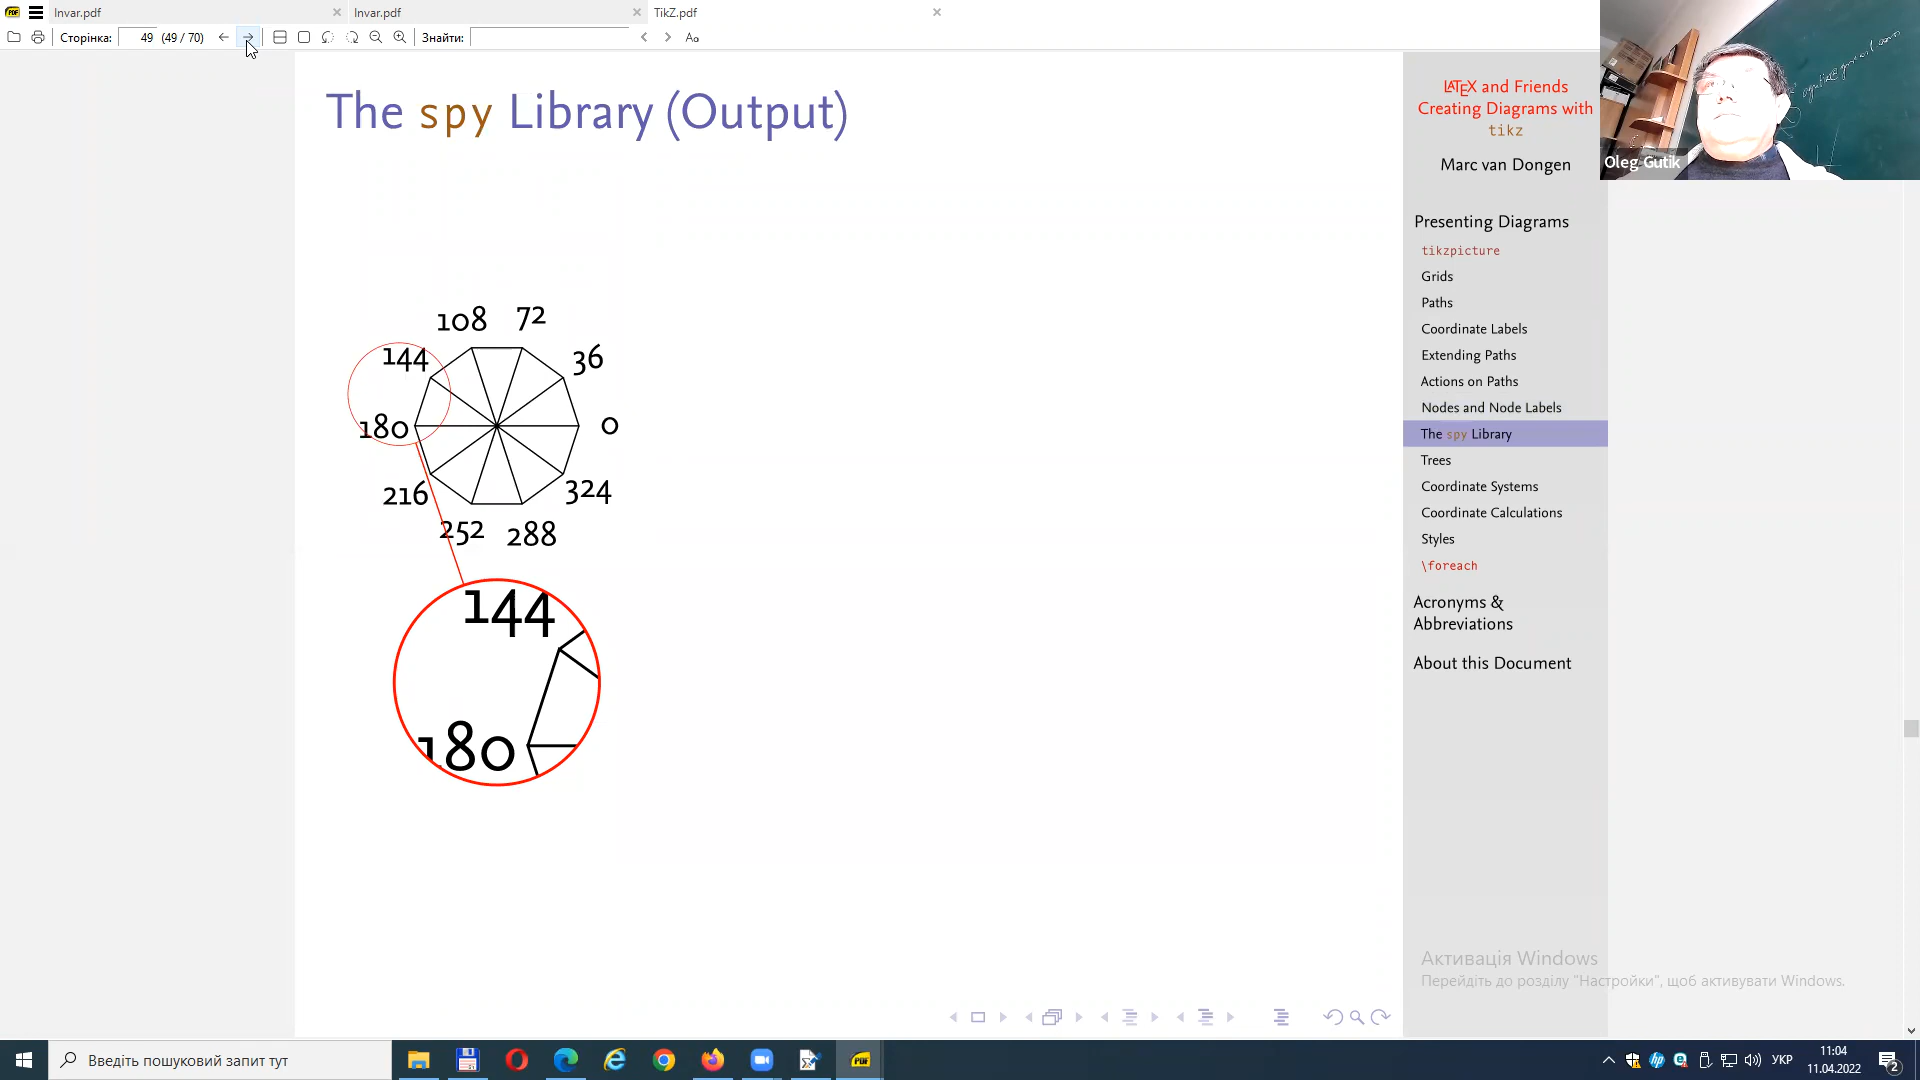 Invar.pdf
Invar.pdf
TikZ.pdf
Сторінка: 49 (49 / 70)
Знайти:
Aa
The spy Library (Output)
108 72
144 36
180 0
216 324
252 288
144
180
LATEX and Friends
Creating Diagrams with
tikz
Marc van Dongen
Presenting Diagrams
tikzpicture
Grids
Paths
Coordinate Labels
Extending Paths
Actions on Paths
Nodes and Node Labels
The spy Library
Trees
Coordinate Systems
Coordinate Calculations
Styles
\foreach
Acronyms &
Abbreviations
About this Document
Oleg Gutik
Активація Windows
Перейдіть до розділу "Настройки", щоб активувати Windows.
Введіть пошуковий запит тут
PDF
УКР
11:04
11.04.2022
2